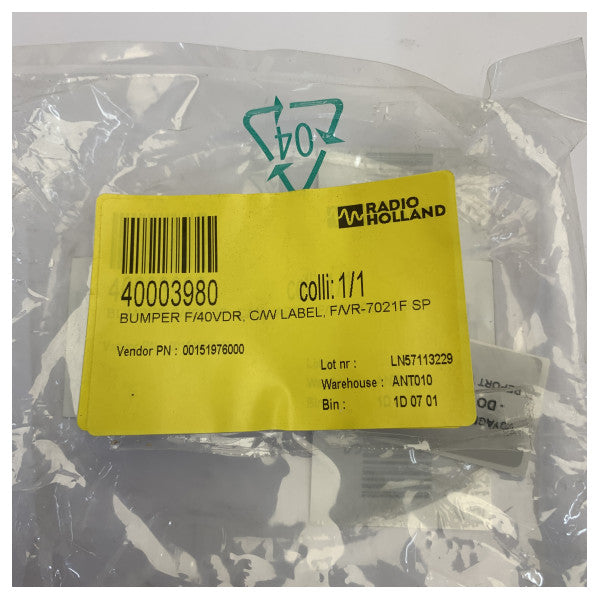 04
RADIO
HOLLAND
40003980
colli: 1/1
BUMPER F/40VDR, C/W LABEL, F/VR-7021F SP
Vendor PN : 00151976000
Lot nr : LN57113229
Warehouse : ANT010
Bin : 1D 07 01
REPORT